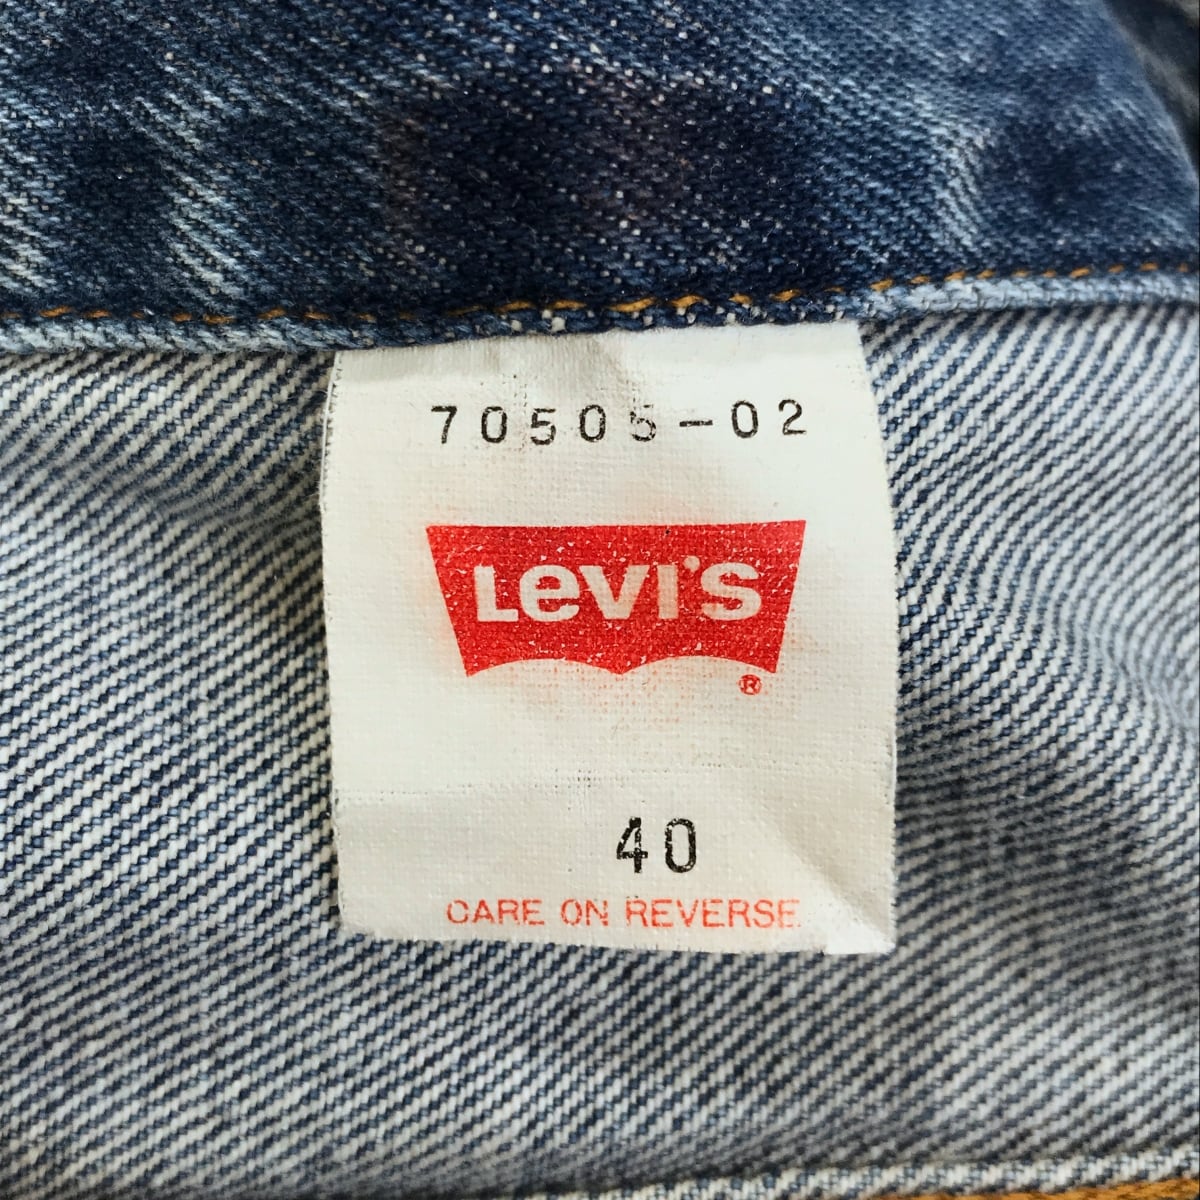 70505-02
Levi's
®
40
CARE ON REVERSE